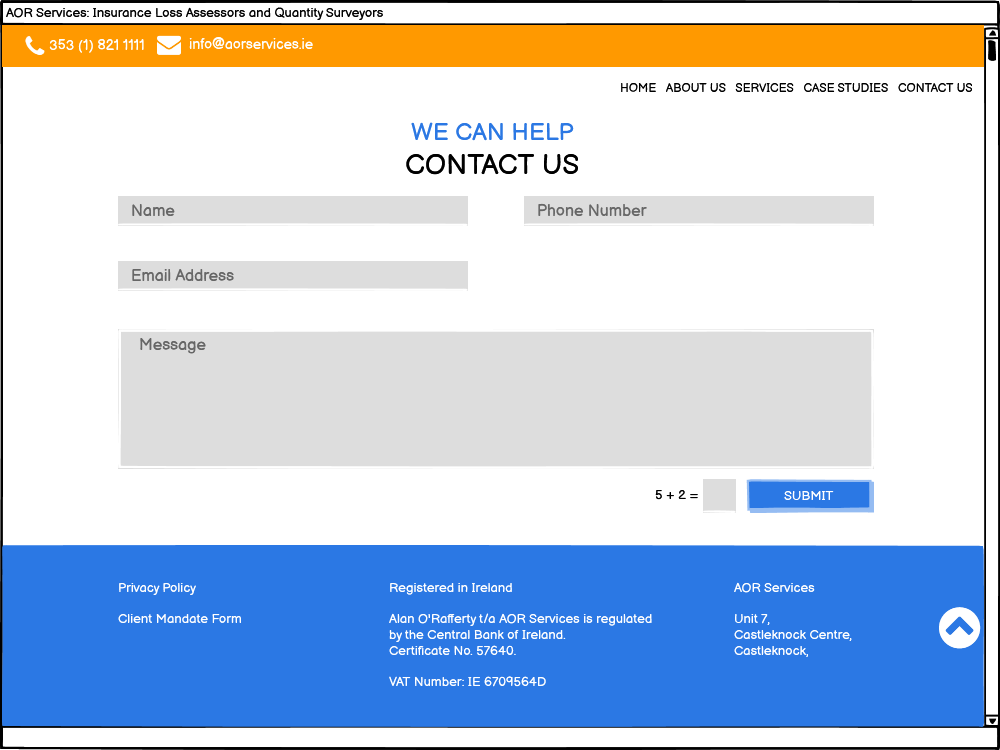 AOR Services: Insurance Loss Assessors and Quantity Surveyors
353 (1) 821 1111 info@aorservices.ie
HOME ABOUT US SERVICES CASE STUDIES CONTACT US
WE CAN HELP
CONTACT US
Name Phone Number
Email Address
Message
5 + 2 = SUBMIT
Privacy Policy
Client Mandate Form
Registered in Ireland
Alan O'Rafferty t/a AOR Services is regulated
by the Central Bank of Ireland.
Certificate No. 57640.
VAT Number: IE 6709564D
AOR Services
Unit 7,
Castleknock Centre,
Castleknock,